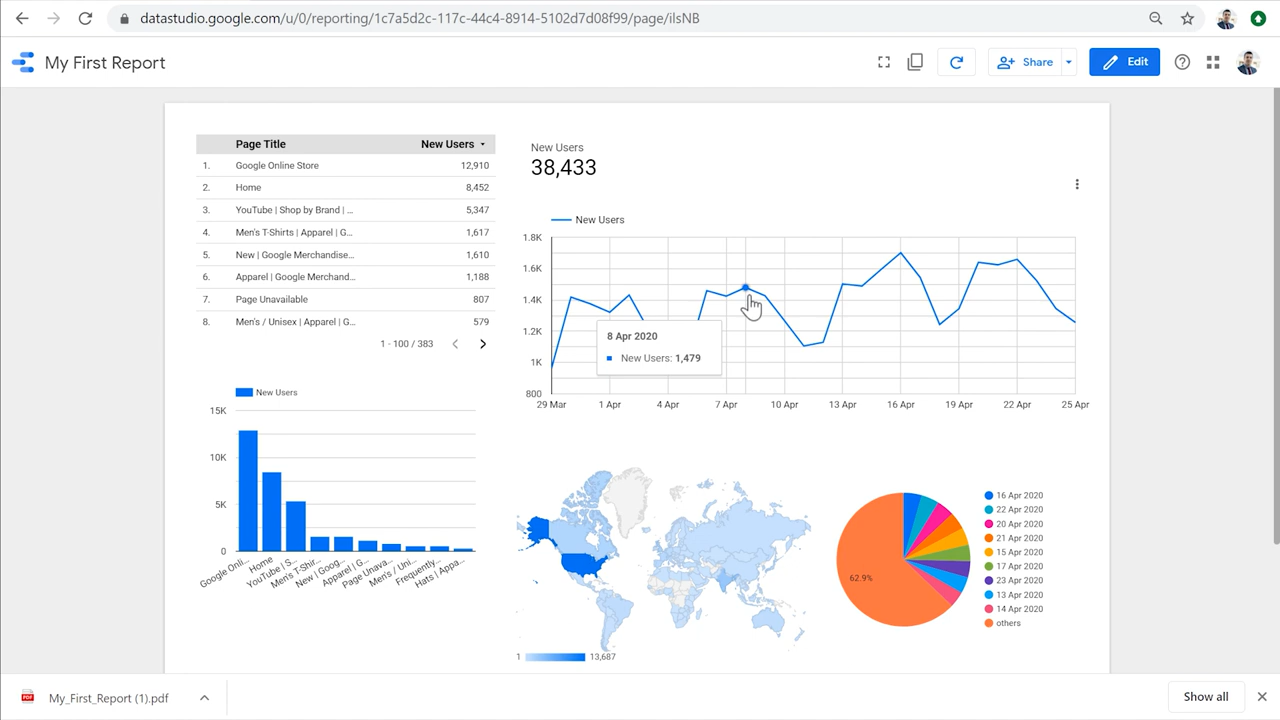 datastudio.google.com/u/0/reporting/1c7a5d2c-117c-44c4-8914-5102d7d08f99/page/ilsNB
My First Report
Share
Edit
Page Title New Users
1. Google Online Store 12,910
2. Home 8,452
3. YouTube | Shop by Brand | ... 5,347
4. Men's T-Shirts | Apparel | G... 1,617
5. New | Google Merchandise... 1,610
6. Apparel | Google Merchand... 1,188
7. Page Unavailable 807
8. Men's / Unisex | Apparel | G... 579
1 - 100 / 383
New Users
38,433
New Users
1.8K
1.6K
1.4K
1.2K
1K
800
29 Mar 1 Apr 4 Apr 7 Apr 10 Apr 13 Apr 16 Apr 19 Apr 22 Apr 25 Apr
8 Apr 2020
New Users: 1,479
New Users
15K
10K
5K
0
Google Onli...
Home
YouTube | S...
Men's T-Shir...
New | Goog...
Apparel | G...
Page Unava...
Men's / Uni...
Frequently...
Hats | Appa...
1 13,687
62.9%
16 Apr 2020
22 Apr 2020
20 Apr 2020
21 Apr 2020
15 Apr 2020
17 Apr 2020
23 Apr 2020
13 Apr 2020
14 Apr 2020
others
PDF
My_First_Report (1).pdf
Show all